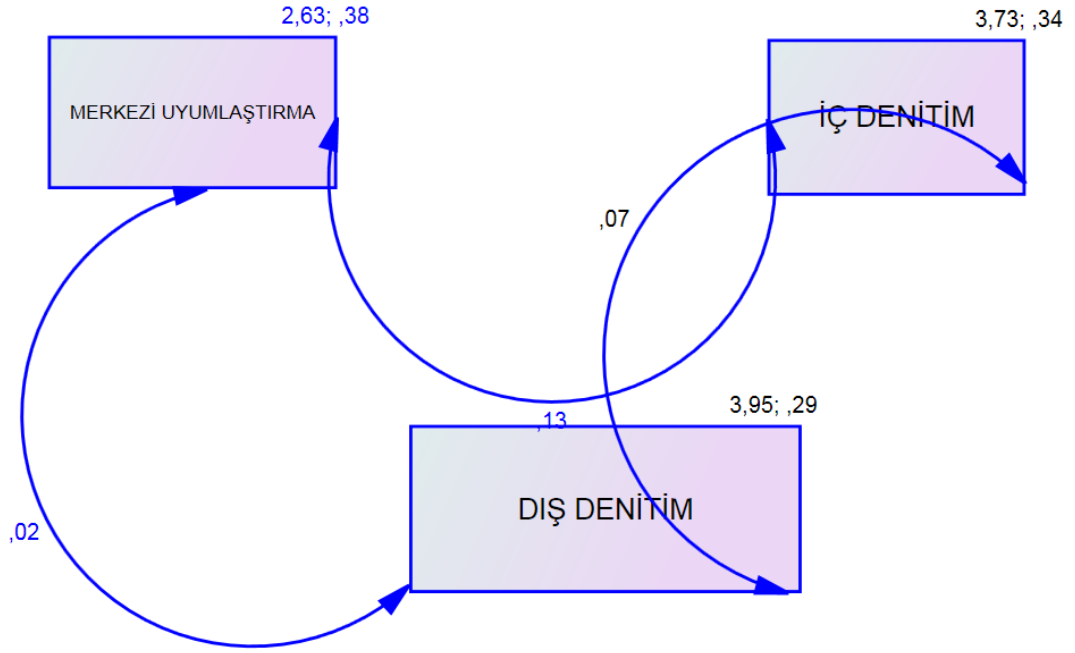 2,63; ,38
3,73; ,34
MERKEZİ UYUMLAŞTIRMA
İÇ DENİTİM
,07
3,95; ,29
,13
DIŞ DENİTİM
,02